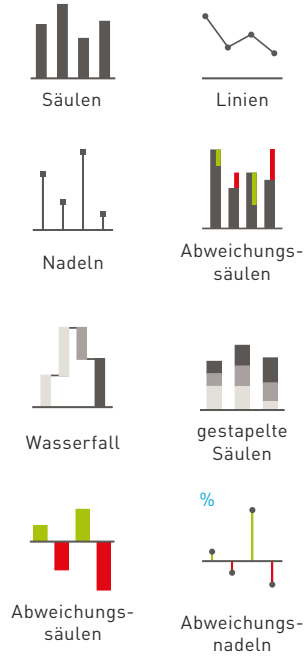 Säulen
Linien
Nadeln
Abweichungs-
säulen
Wasserfall
gestapelte
Säulen
Abweichungs-
säulen
%
Abweichungs-
nadeln